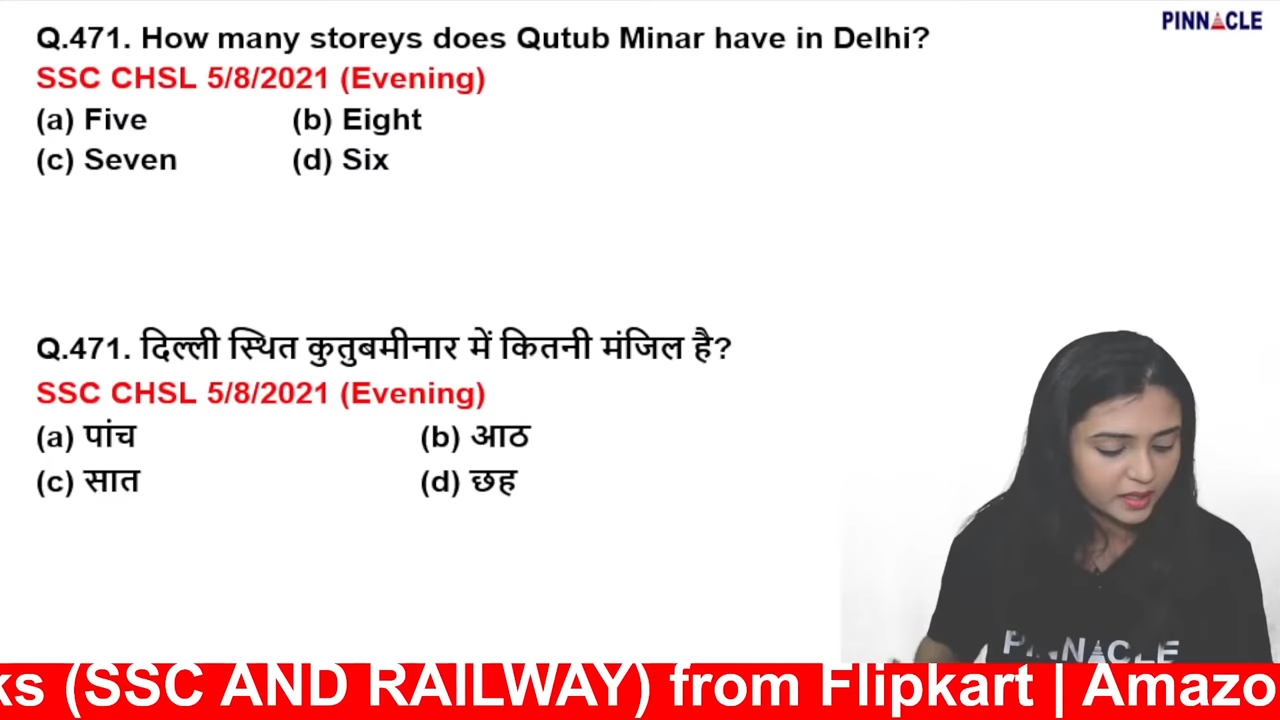 PINNACLE
Q.471. How many storeys does Qutub Minar have in Delhi?
SSC CHSL 5/8/2021 (Evening)
(a) Five (b) Eight
(c) Seven (d) Six
Q.471. दिल्ली स्थित कुतुबमीनार में कितनी मंजिल है?
SSC CHSL 5/8/2021 (Evening)
(a) पांच (b) आठ
(c) सात (d) छह
PINNACLE
ks (SSC AND RAILWAY) from Flipkart | Amazo